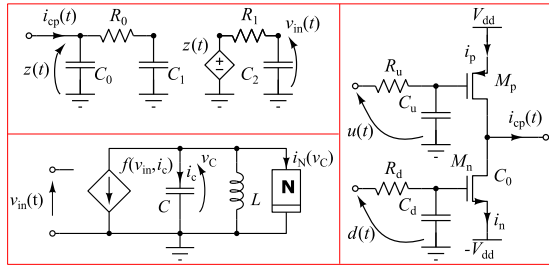 i_cp(t) R_0 R_1 v_in(t)
z(t) C_0 C_1 z(t) C_2
f(v_in,i_c) v_C i_N(v_C)
v_in(t) i_c C L N
V_dd
i_p
R_u M_p
C_u i_cp(t)
u(t)
M_n C_0
R_d
C_d i_n
d(t)
-V_dd